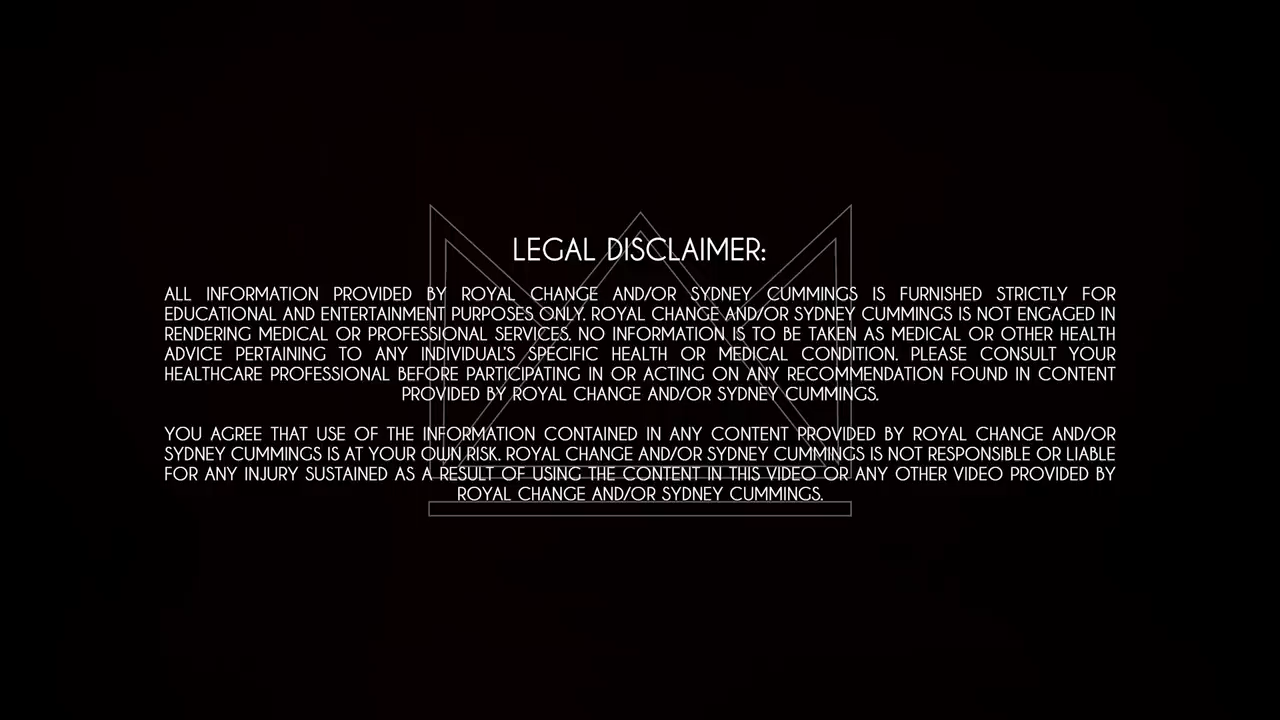 LEGAL DISCLAIMER:
ALL INFORMATION PROVIDED BY ROYAL CHANGE AND/OR SYDNEY CUMMINGS IS FURNISHED STRICTLY FOR
EDUCATIONAL AND ENTERTAINMENT PURPOSES ONLY. ROYAL CHANGE AND/OR SYDNEY CUMMINGS IS NOT ENGAGED IN
RENDERING MEDICAL OR PROFESSIONAL SERVICES. NO INFORMATION IS TO BE TAKEN AS MEDICAL OR OTHER HEALTH
ADVICE PERTAINING TO ANY INDIVIDUAL'S SPECIFIC HEALTH OR MEDICAL CONDITION. PLEASE CONSULT YOUR
HEALTHCARE PROFESSIONAL BEFORE PARTICIPATING IN OR ACTING ON ANY RECOMMENDATION FOUND IN CONTENT
PROVIDED BY ROYAL CHANGE AND/OR SYDNEY CUMMINGS.
YOU AGREE THAT USE OF THE INFORMATION CONTAINED IN ANY CONTENT PROVIDED BY ROYAL CHANGE AND/OR
SYDNEY CUMMINGS IS AT YOUR OWN RISK. ROYAL CHANGE AND/OR SYDNEY CUMMINGS IS NOT RESPONSIBLE OR LIABLE
FOR ANY INJURY SUSTAINED AS A RESULT OF USING THE CONTENT IN THIS VIDEO OR ANY OTHER VIDEO PROVIDED BY
ROYAL CHANGE AND/OR SYDNEY CUMMINGS.